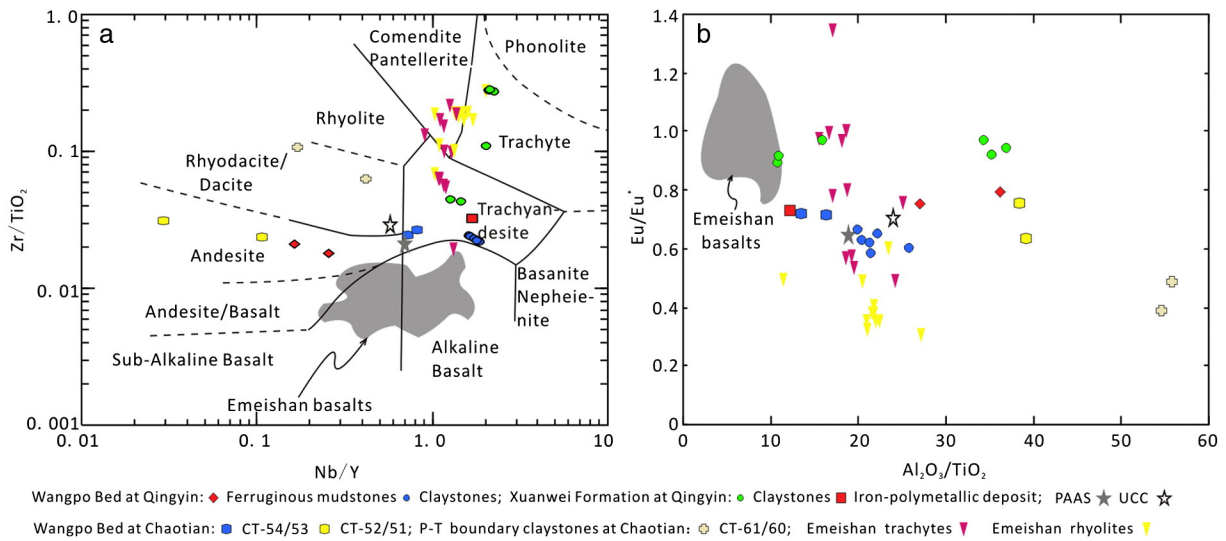 a
1.0
0.1
0.01
0.001
Zr/TiO₂
0.01
0.1
1.0
10
Nb/Y
Comendite
Pantellerite
Phonolite
Rhyolite
Trachyte
Rhyodacite/
Dacite
Trachyan-
desite
Andesite
Basanite
Nepheie-
nite
Andesite/Basalt
Sub-Alkaline Basalt
Alkaline
Basalt
Emeishan basalts
b
1.4
1.2
1.0
0.8
0.6
0.4
0.2
Eu/Eu*
0
10
20
30
40
50
60
Al₂O₃/TiO₂
Emeishan
basalts
Wangpo Bed at Qingyin: Ferruginous mudstones Claystones; Xuanwei Formation at Qingyin: Claystones Iron-polymetallic deposit; PAAS UCC
Wangpo Bed at Chaotian: CT-54/53 CT-52/51; P-T boundary claystones at Chaotian: CT-61/60; Emeishan trachytes Emeishan rhyolites